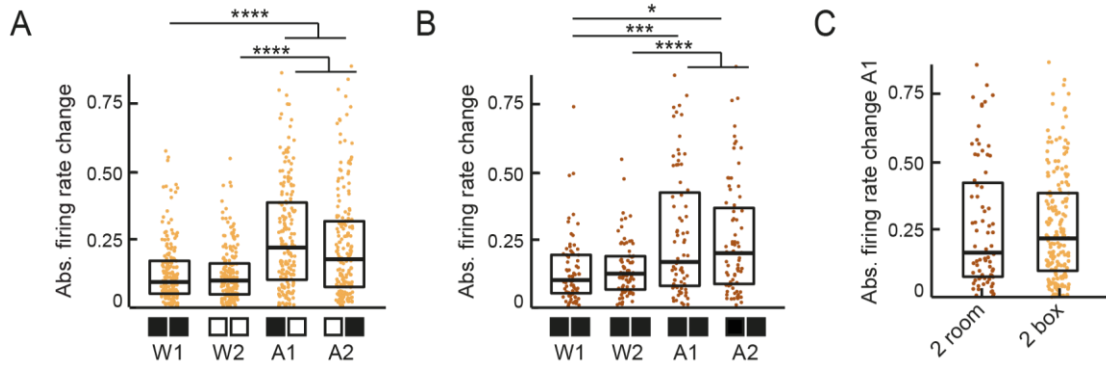 A
****
****
Abs. firing rate change
0.75
0.50
0.25
0
W1 W2 A1 A2
B
*
***
****
Abs. firing rate change
0.75
0.50
0.25
0
W1 W2 A1 A2
C
Abs. firing rate change A1
0.75
0.50
0.25
0
2 room 2 box